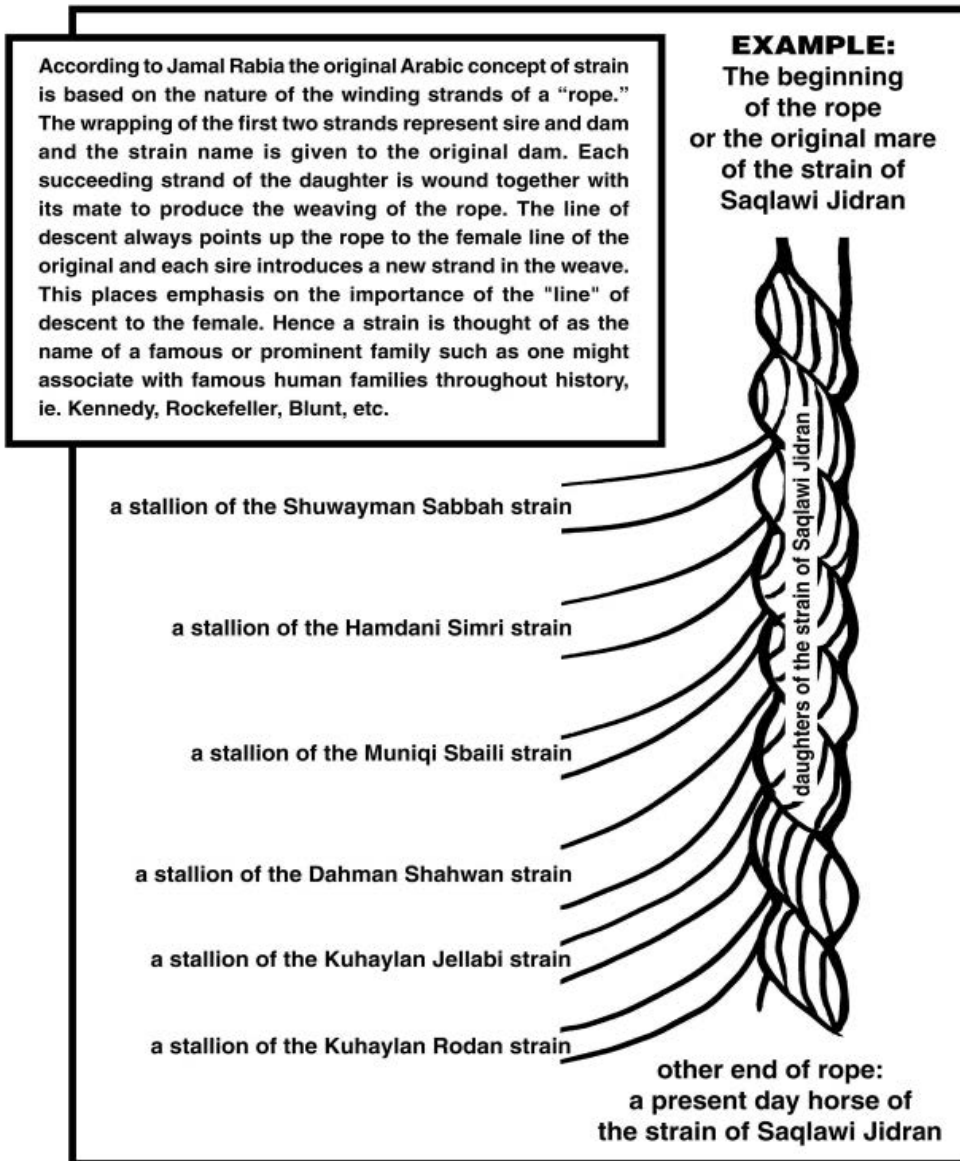 According to Jamal Rabia the original Arabic concept of strain
is based on the nature of the winding strands of a “rope.”
The wrapping of the first two strands represent sire and dam
and the strain name is given to the original dam. Each
succeeding strand of the daughter is wound together with
its mate to produce the weaving of the rope. The line of
descent always points up the rope to the female line of the
original and each sire introduces a new strand in the weave.
This places emphasis on the importance of the "line" of
descent to the female. Hence a strain is thought of as the
name of a famous or prominent family such as one might
associate with famous human families throughout history,
ie. Kennedy, Rockefeller, Blunt, etc.
EXAMPLE:
The beginning
of the rope
or the original mare
of the strain of
Saqlawi Jidran
daughters of the strain of Saqlawi Jidran
a stallion of the Shuwayman Sabbah strain
a stallion of the Hamdani Simri strain
a stallion of the Muniqi Sbaili strain
a stallion of the Dahman Shahwan strain
a stallion of the Kuhaylan Jellabi strain
a stallion of the Kuhaylan Rodan strain
other end of rope:
a present day horse of
the strain of Saqlawi Jidran